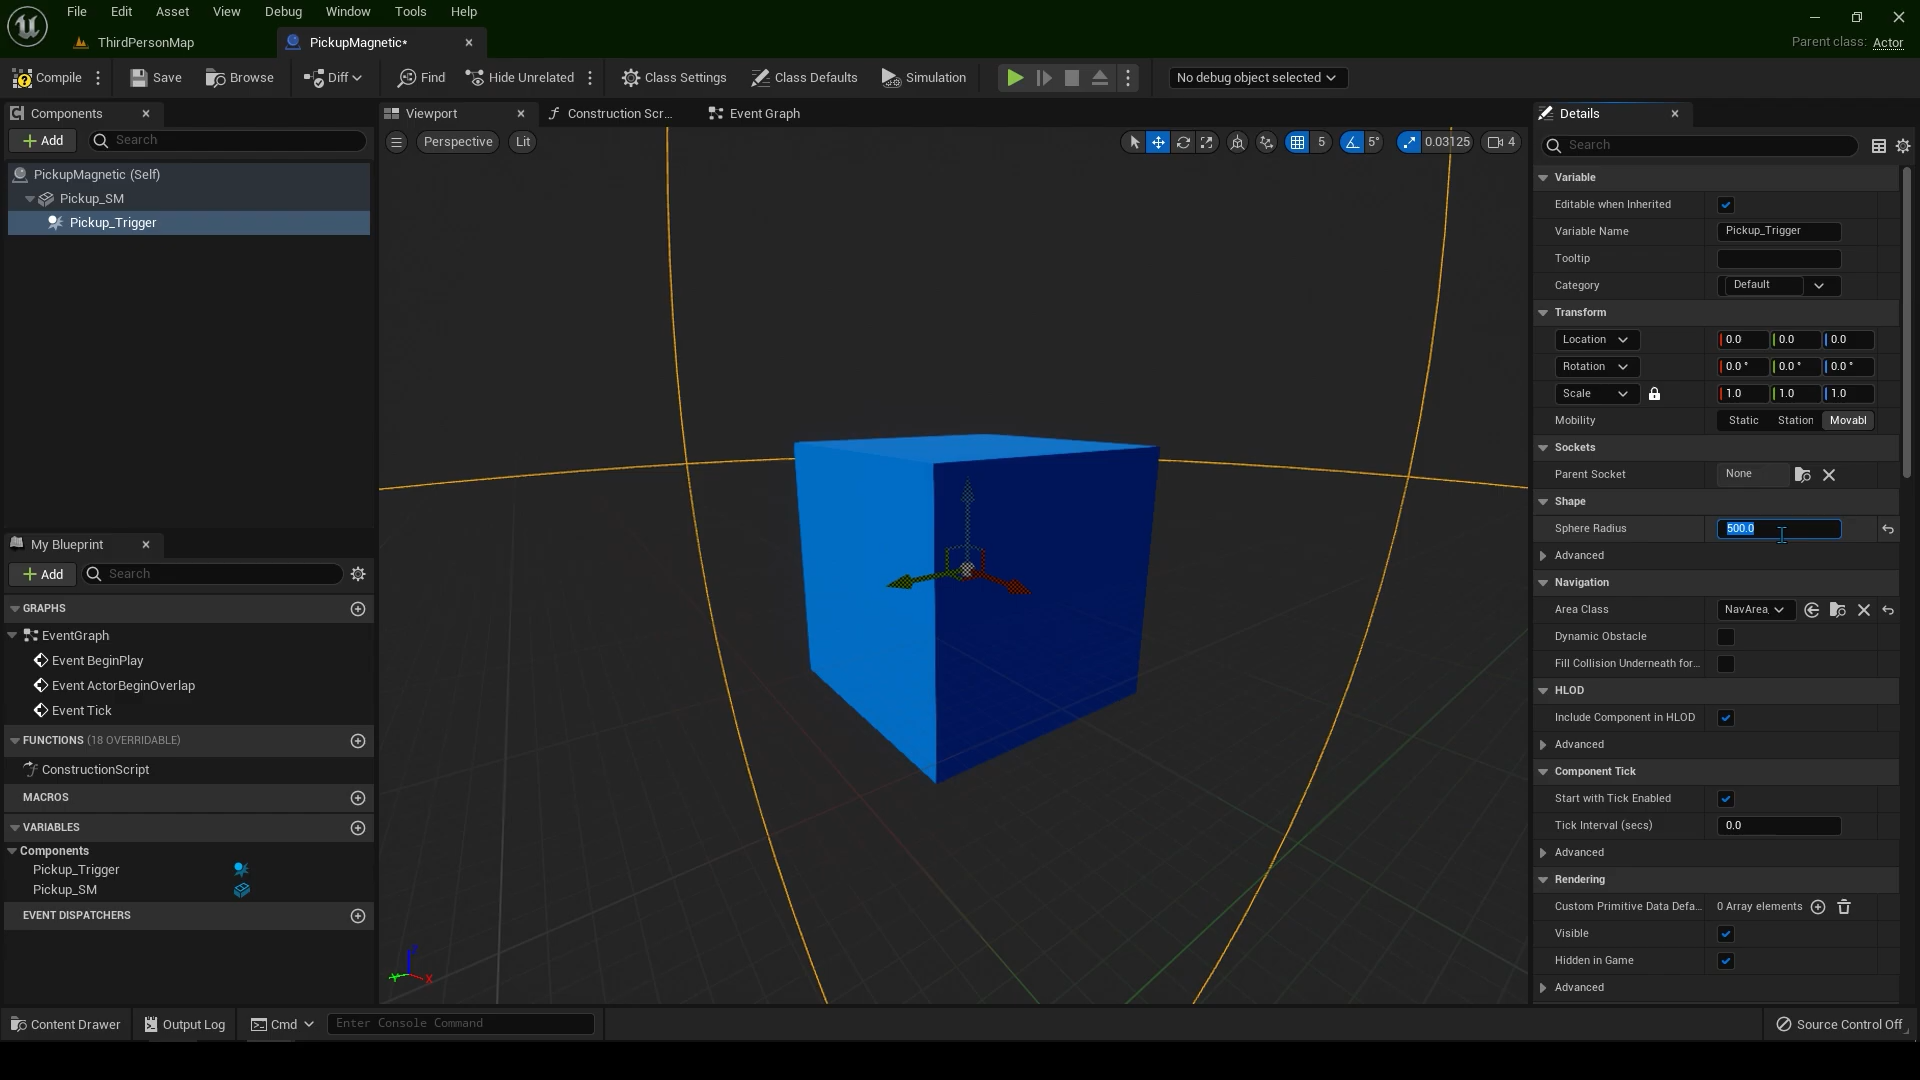 File Edit Asset View Debug Window Tools Help
ThirdPersonMap
PickupMagnetic*
Parent class: Actor
Compile
Save
Browse
Diff
Find
Hide Unrelated
Class Settings
Class Defaults
Simulation
No debug object selected
Components
Add
Search
PickupMagnetic (Self)
Pickup_SM
Pickup_Trigger
My Blueprint
Add
Search
GRAPHS
EventGraph
Event BeginPlay
Event ActorBeginOverlap
Event Tick
FUNCTIONS (18 OVERRIDABLE)
ConstructionScript
MACROS
VARIABLES
Components
Pickup_Trigger
Pickup_SM
EVENT DISPATCHERS
Viewport
Construction Scr...
Event Graph
Perspective
Lit
5
5°
0.03125
4
Z
Y
X
Details
Search
Variable
Editable when Inherited
Variable Name Pickup_Trigger
Tooltip
Category Default
Transform
Location 0.0 0.0 0.0
Rotation 0.0 ° 0.0 ° 0.0 °
Scale 1.0 1.0 1.0
Mobility Static Station Movabl
Sockets
Parent Socket None
Shape
Sphere Radius 500.0
Advanced
Navigation
Area Class NavArea_
Dynamic Obstacle
Fill Collision Underneath for...
HLOD
Include Component in HLOD
Advanced
Component Tick
Start with Tick Enabled
Tick Interval (secs) 0.0
Advanced
Rendering
Custom Primitive Data Defa... 0 Array elements
Visible
Hidden in Game
Advanced
Content Drawer
Output Log
Cmd
Enter Console Command
Source Control Off